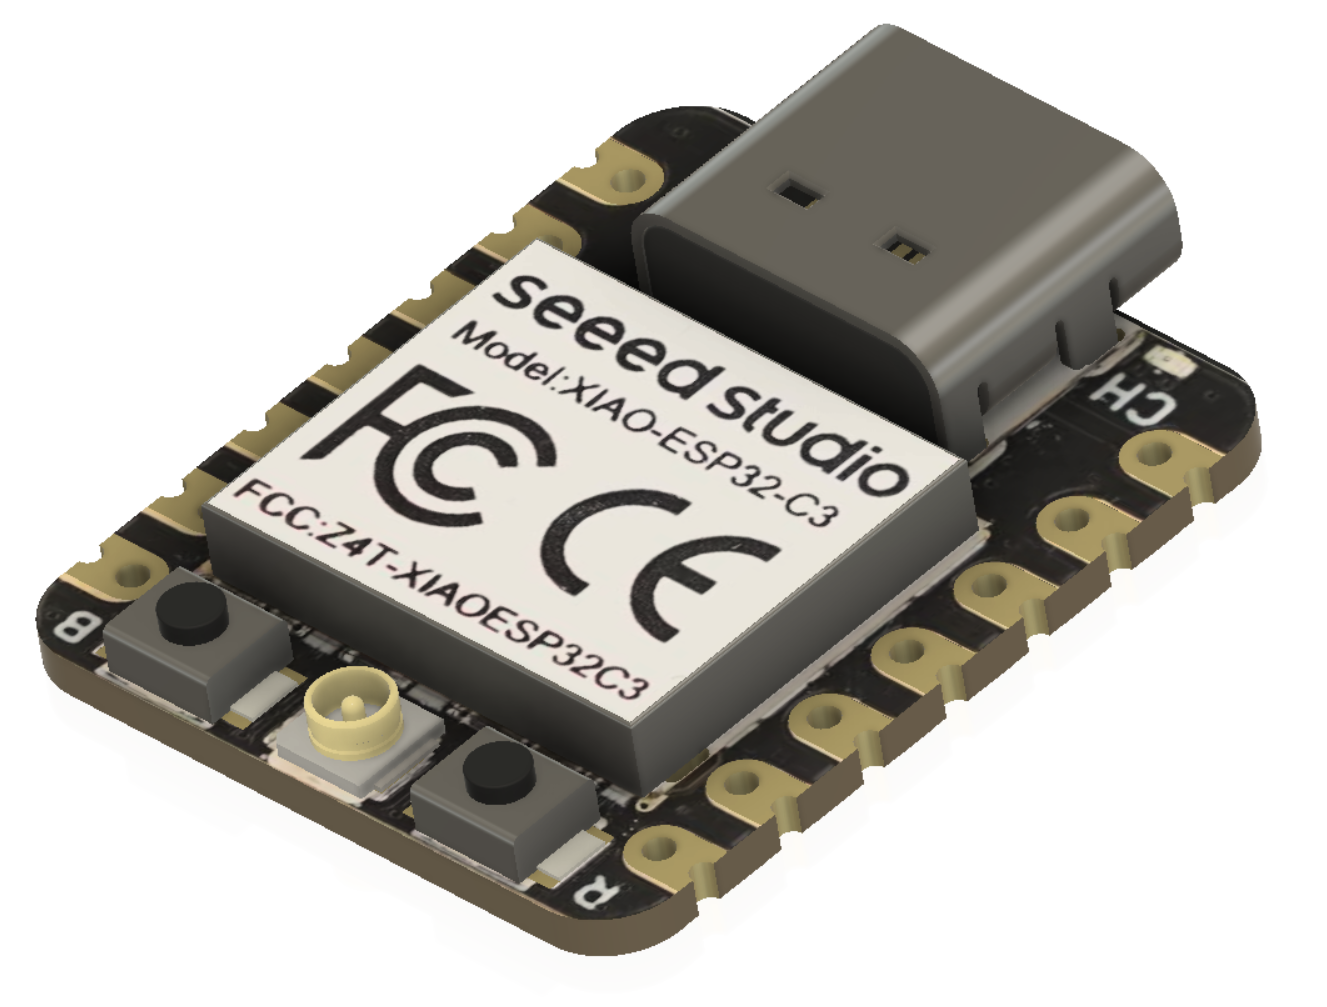 seeed studio
Model:XIAO-ESP32-C3
FC CE
FCC:Z4T-XIAOESP32C3
CH
B
R